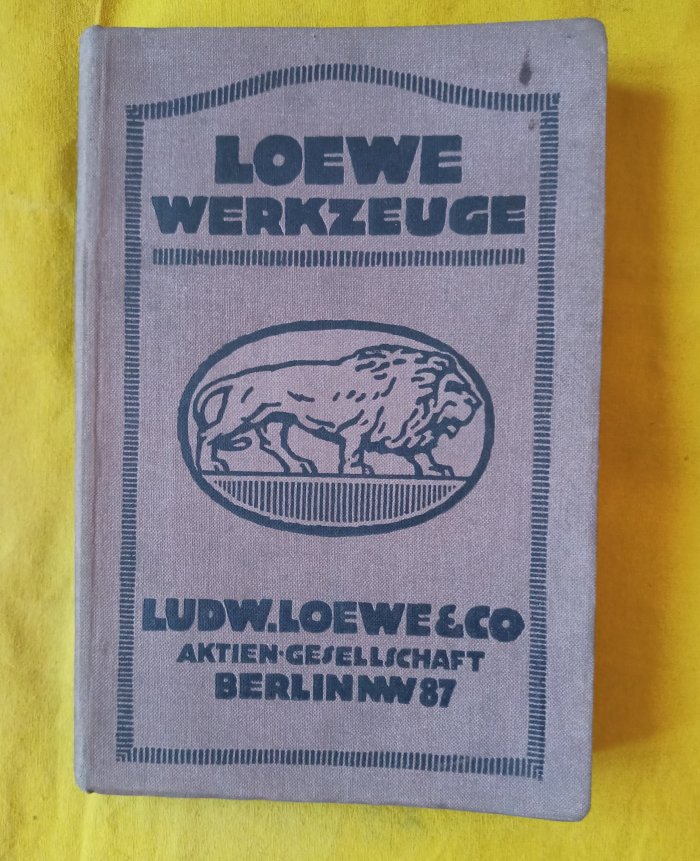 LOEWE
WERKZEUGE
LUDW. LOEWE & CO
AKTIEN-GESELLSCHAFT
BERLIN NW 87